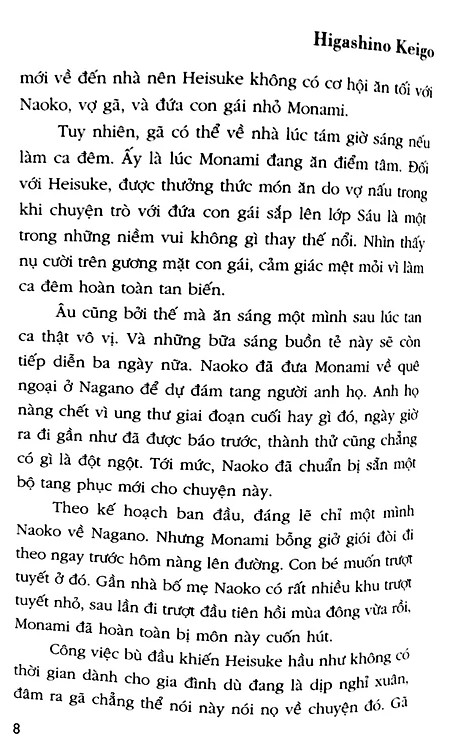 Higashino Keigo
mới về đến nhà nên Heisuke không có cơ hội ăn tối với
Naoko, vợ gã, và đứa con gái nhỏ Monami.
Tuy nhiên, gã có thể về nhà lúc tám giờ sáng nếu
làm ca đêm. Ấy là lúc Monami đang ăn điểm tâm. Đối
với Heisuke, được thưởng thức món ăn do vợ nấu trong
khi chuyện trò với đứa con gái sắp lên lớp Sáu là một
trong những niềm vui không gì thay thế nổi. Nhìn thấy
nụ cười trên gương mặt con gái, cảm giác mệt mỏi vì làm
ca đêm hoàn toàn tan biến.
Âu cũng bởi thế mà ăn sáng một mình sau lúc tan
ca thật vô vị. Và những bữa sáng buồn tẻ này sẽ còn
tiếp diễn ba ngày nữa. Naoko đã đưa Monami về quê
ngoại ở Nagano để dự đám tang người anh họ. Anh họ
nàng chết vì ung thư giai đoạn cuối hay gì đó, ngày giờ
ra đi gần như đã được báo trước, thành thử cũng chẳng
có gì là đột ngột. Tới mức, Naoko đã chuẩn bị sẵn một
bộ tang phục mới cho chuyện này.
Theo kế hoạch ban đầu, đáng lẽ chỉ một mình
Naoko về Nagano. Nhưng Monami bỗng giở giói đòi đi
theo ngay trước hôm nàng lên đường. Con bé muốn trượt
tuyết ở đó. Gần nhà bố mẹ Naoko có rất nhiều khu trượt
tuyết nhỏ, sau lần đi trượt đầu tiên hồi mùa đông vừa rồi,
Monami đã hoàn toàn bị môn này cuốn hút.
Công việc bù đầu khiến Heisuke hầu như không có
thời gian dành cho gia đình dù đang là dịp nghỉ xuân,
đâm ra gã chẳng thể nói này nói nọ về chuyện đó. Gã
8